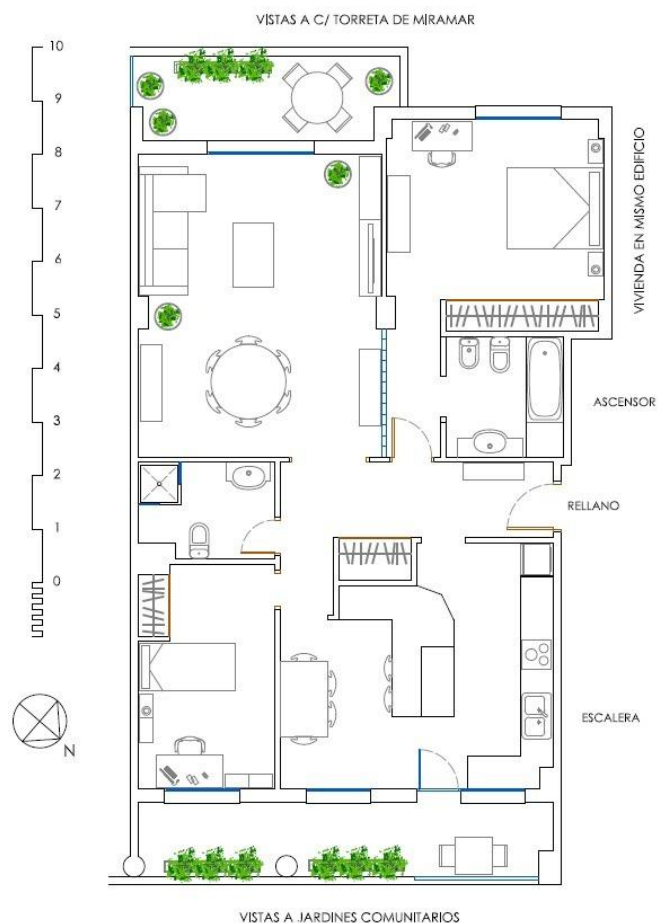 VISTAS A C/ TORRETA DE MIRAMAR
10
9
8
7
6
5
4
3
2
1
0
VIVIENDA EN MISMO EDIFICIO
ASCENSOR
RELLANO
ESCALERA
N
VISTAS A JARDINES COMUNITARIOS